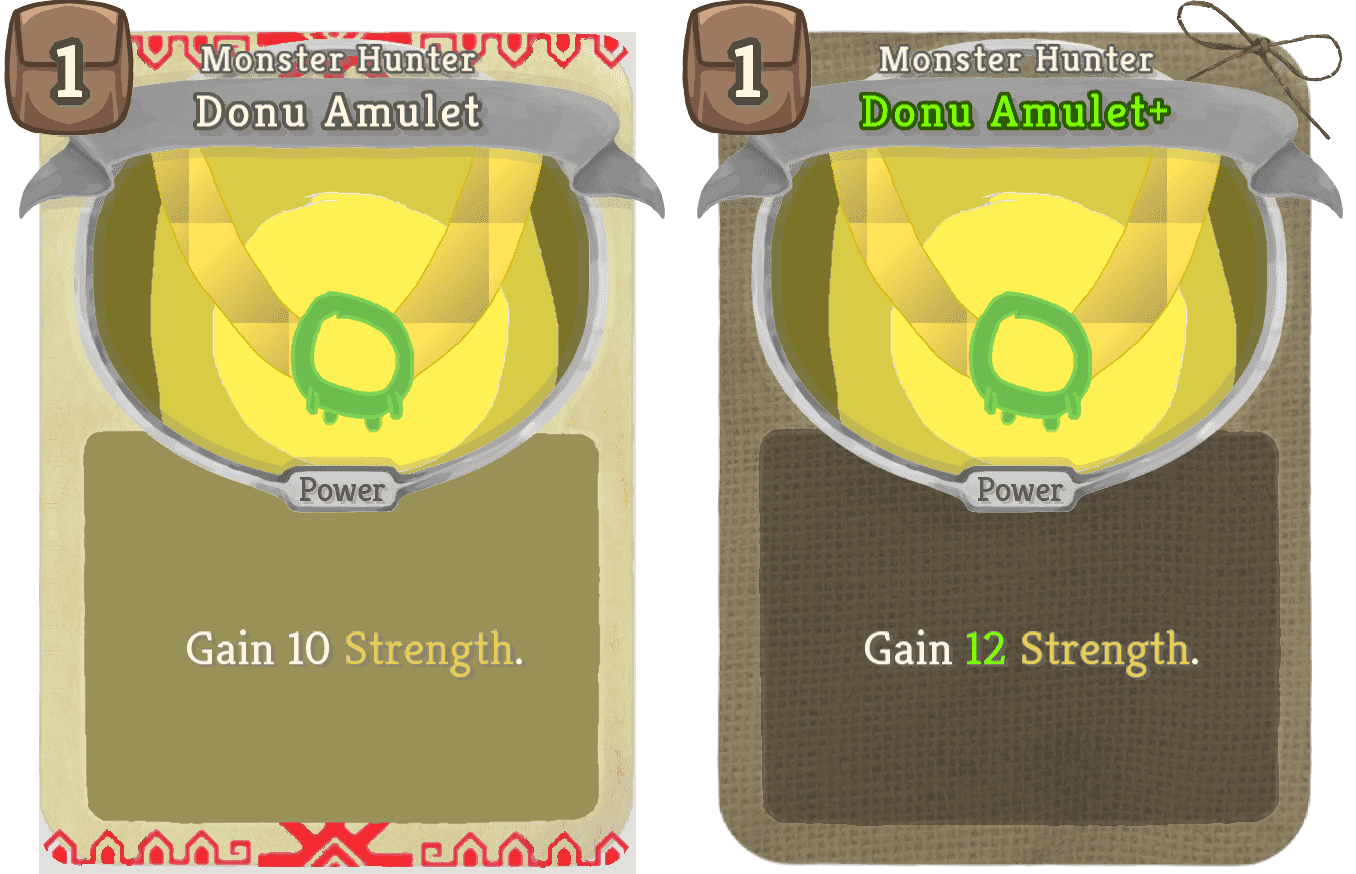 1
Monster Hunter
Donu Amulet
Power
Gain 10 Strength.
1
Monster Hunter
Donu Amulet+
Power
Gain 12 Strength.